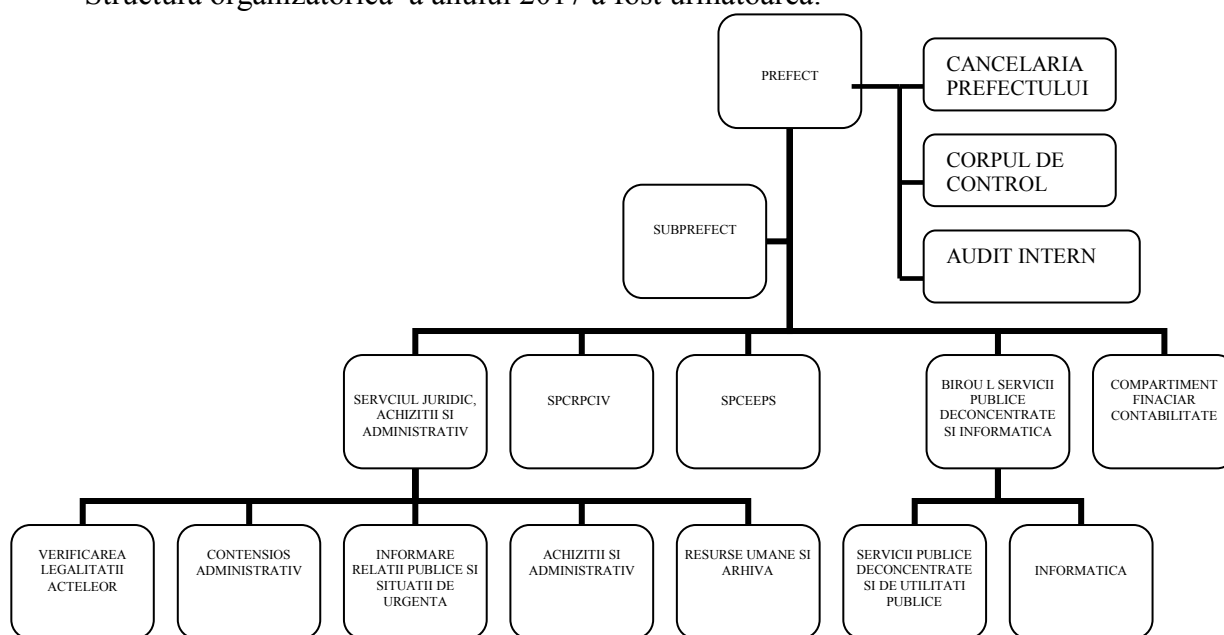 Structura organizatorica a anului 2017 a fost urmatoarea:
PREFECT
CANCELARIA
PREFECTULUI
CORPUL DE
CONTROL
AUDIT INTERN
SUBPREFECT
SERVCIUL JURIDIC,
ACHIZITII SI
ADMINISTRATIV
SPCRPCIV
SPCEEPS
BIROU L SERVICII
PUBLICE
DECONCENTRATE
SI INFORMATICA
COMPARTIMENT
FINACIAR
CONTABILITATE
VERIFICAREA
LEGALITATII
ACTELEOR
CONTENSIOS
ADMINISTRATIV
INFORMARE
RELATII PUBLICE SI
SITUATII DE
URGENTA
ACHIZITII SI
ADMINISTRATIV
RESURSE UMANE SI
ARHIVA
SERVICII PUBLICE
DECONCENTRATE
SI DE UTILITATI
PUBLICE
INFORMATICA